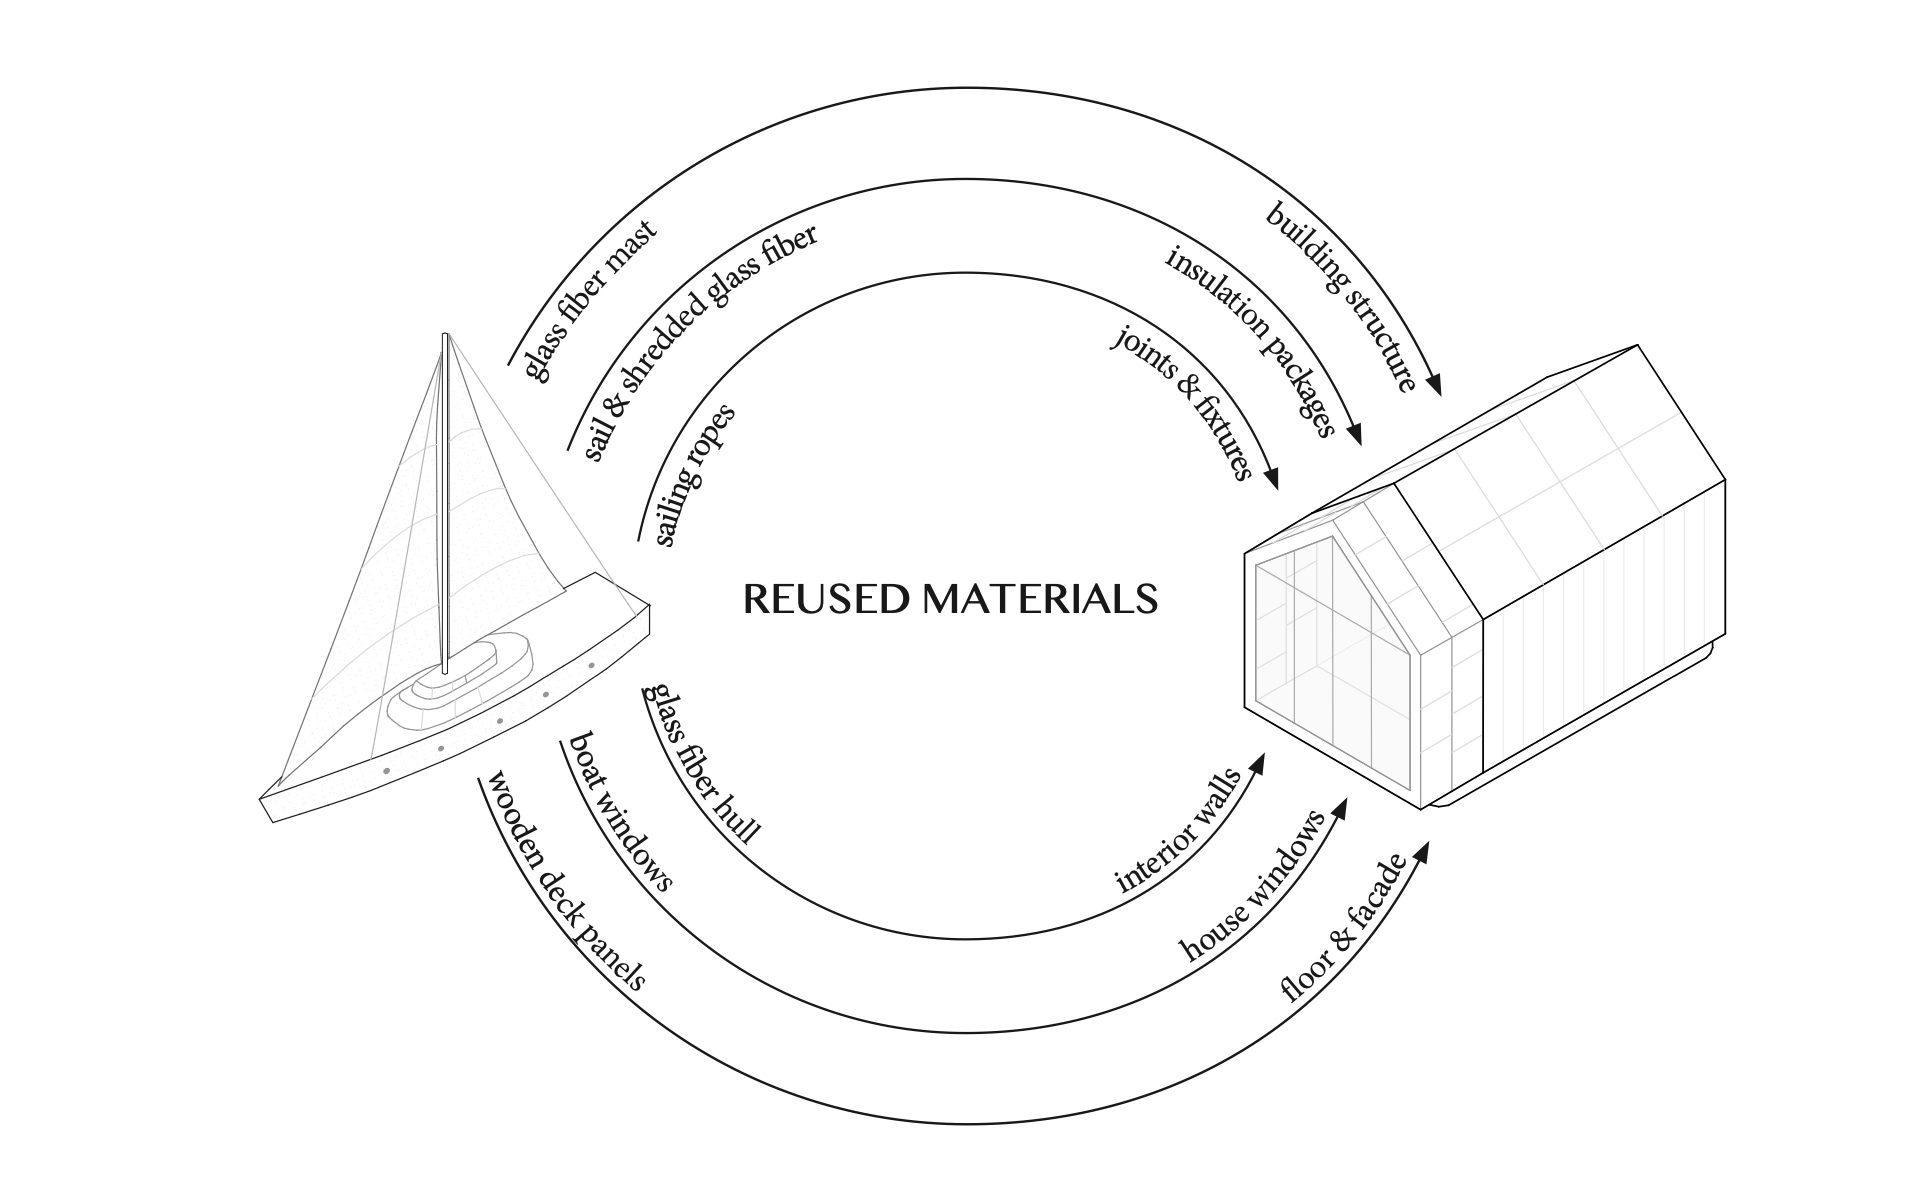 glass fiber mast
building structure
sail & shredded glass fiber
insulation packages
sailing ropes
joints & fixtures
REUSED MATERIALS
glass fiber hull
interior walls
boat windows
house windows
wooden deck panels
floor & facade